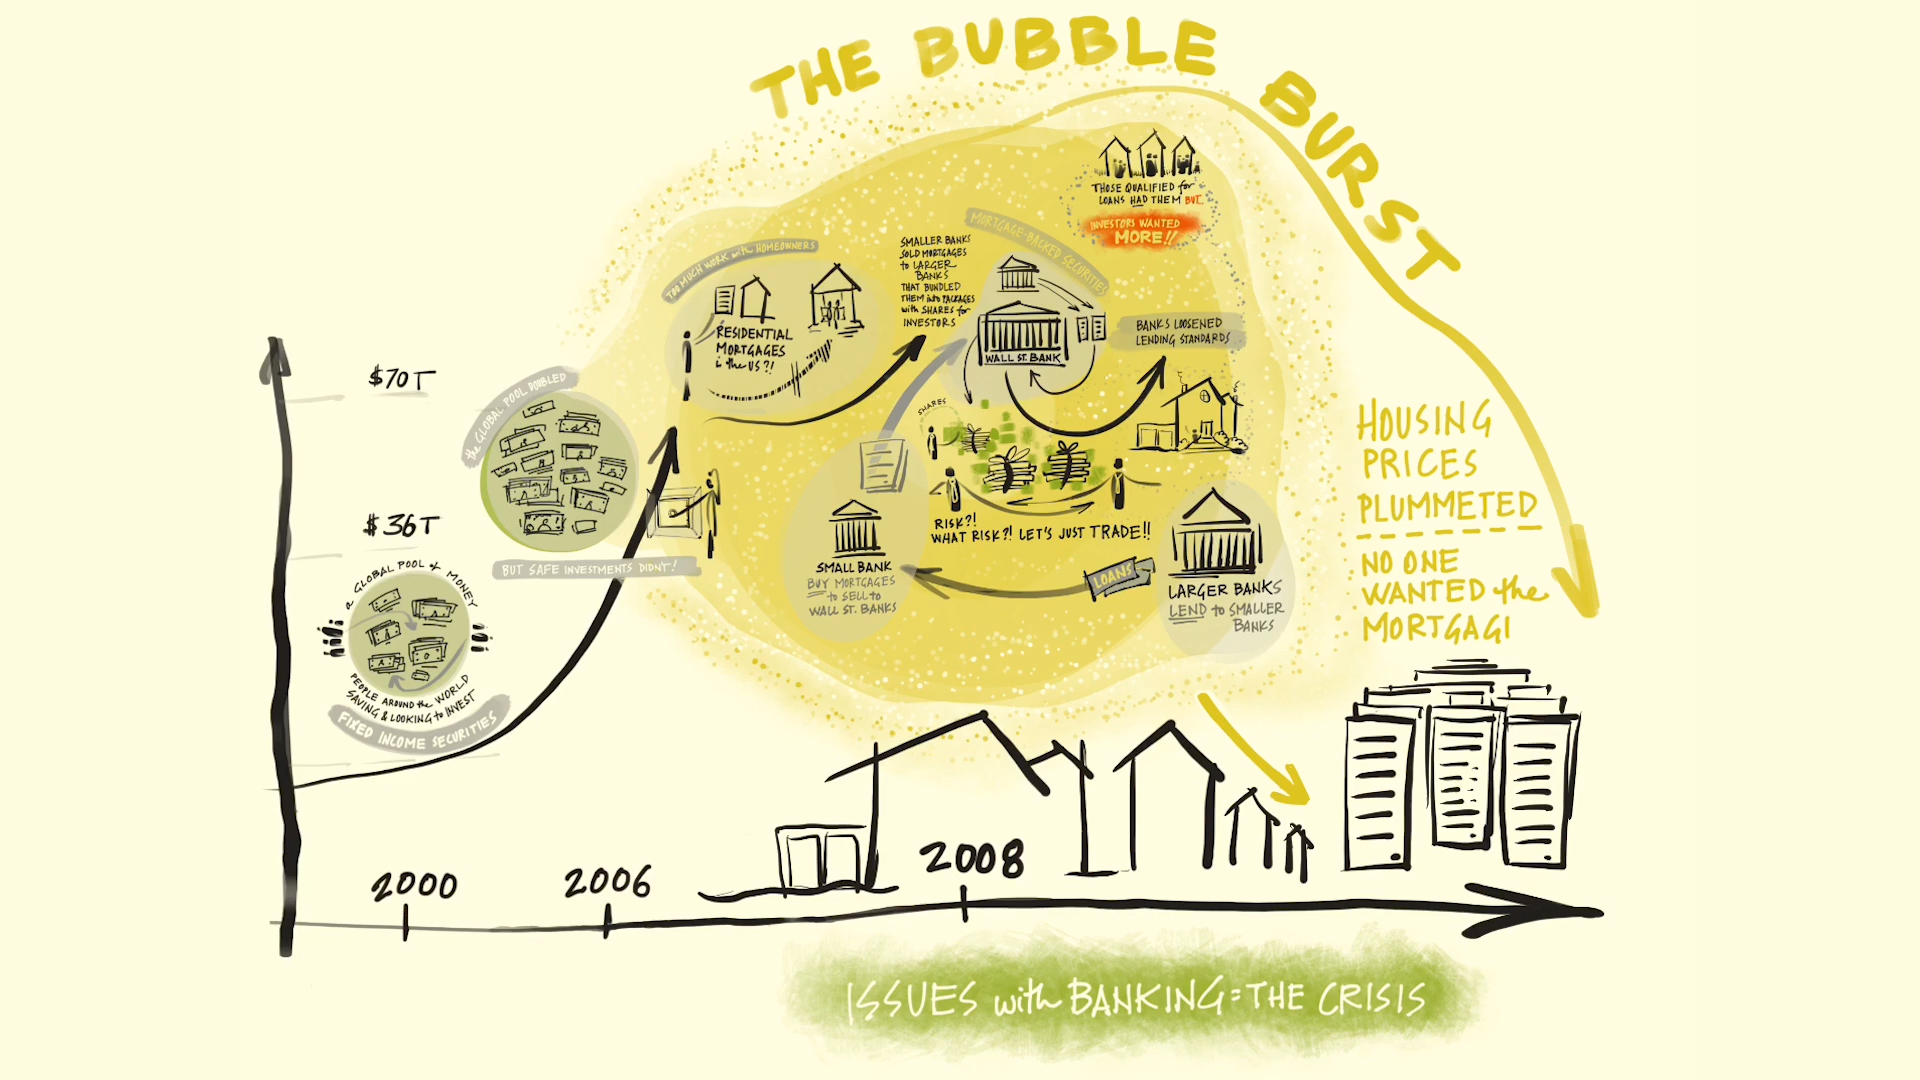 THE BUBBLE BURST
THOSE QUALIFIED for
LOANS HAD THEM BUT
INVESTORS WANTED
MORE!!
TOO MUCH WORK with HOMEOWNERS
RESIDENTIAL
MORTGAGES
in the US?!
SMALLER BANKS
SOLD MORTGAGES
to LARGER
BANKS
THAT BUNDLED
THEM into PACKAGES
with SHARES for
INVESTORS
MORTGAGE-BACKED SECURITIES
WALL ST. BANK
BANKS LOOSENED
LENDING STANDARDS
$70T
the GLOBAL POOL DOUBLED
BUT SAFE INVESTMENTS DIDN'T!
$36T
a GLOBAL POOL of MONEY
PEOPLE AROUND the WORLD
SAVING & LOOKING to INVEST
FIXED INCOME SECURITIES
SHARES
RISK?!
WHAT RISK?! LET'S JUST TRADE!!
SMALL BANK
BUY MORTGAGES
to SELL to
WALL ST. BANKS
LOANS
LARGER BANKS
LEND to SMALLER
BANKS
HOUSING
PRICES
PLUMMETED
NO ONE
WANTED the
MORTGAGI
2000
2006
2008
ISSUES with BANKING = THE CRISIS